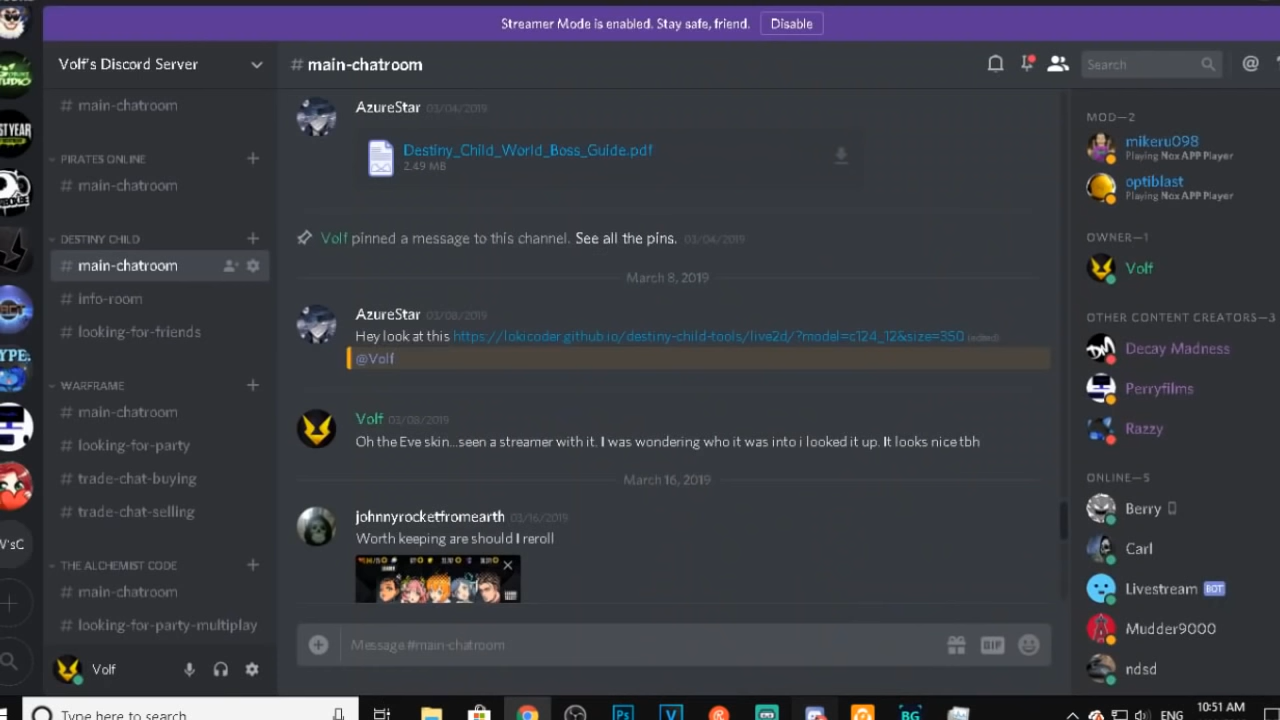 Streamer Mode is enabled. Stay safe, friend.
Disable
Volf's Discord Server
# main-chatroom
PIRATES ONLINE
# main-chatroom
DESTINY CHILD
# main-chatroom
# info-room
# looking-for-friends
WARFRAME
# main-chatroom
# looking-for-party
# trade-chat-buying
# trade-chat-selling
THE ALCHEMIST CODE
# main-chatroom
# looking-for-party-multiplay
Volf
# main-chatroom
Search
@
AzureStar 03/04/2019
Destiny_Child_World_Boss_Guide.pdf
2.49 MB
Volf pinned a message to this channel. See all the pins. 03/04/2019
March 8, 2019
AzureStar 03/08/2019
Hey look at this https://lokicoder.github.io/destiny-child-tools/live2d/?model=c124_12&size=350 (edited)
@Volf
Volf 03/08/2019
Oh the Eve skin...seen a streamer with it. I was wondering who it was into i looked it up. It looks nice tbh
March 16, 2019
johnnyrocketfromearth 03/16/2019
Worth keeping are should I reroll
Message #main-chatroom
GIF
MOD—2
mikeru098
Playing Nox APP Player
optiblast
Playing Nox APP Player
OWNER—1
Volf
OTHER CONTENT CREATORS—3
Decay Madness
Perryfilms
Razzy
ONLINE—5
Berry
Carl
Livestream BOT
Mudder9000
ndsd
Type here to search
Ps
V
BG
ENG
10:51 AM